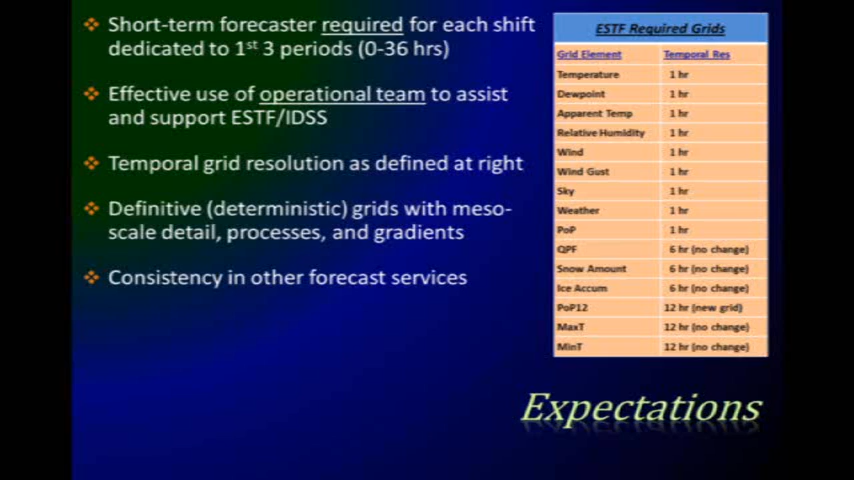 Short-term forecaster required for each shift
dedicated to 1st 3 periods (0-36 hrs)
Effective use of operational team to assist
and support ESTF/IDSS
Temporal grid resolution as defined at right
Definitive (deterministic) grids with meso-
scale detail, processes, and gradients
Consistency in other forecast services
ESTF Required Grids
Grid Element Temporal Res
Temperature 1 hr
Dewpoint 1 hr
Apparent Temp 1 hr
Relative Humidity 1 hr
Wind 1 hr
Wind Gust 1 hr
Sky 1 hr
Weather 1 hr
PoP 1 hr
QPF 6 hr (no change)
Snow Amount 6 hr (no change)
Ice Accum 6 hr (no change)
PoP12 12 hr (new grid)
MaxT 12 hr (no change)
MinT 12 hr (no change)
Expectations